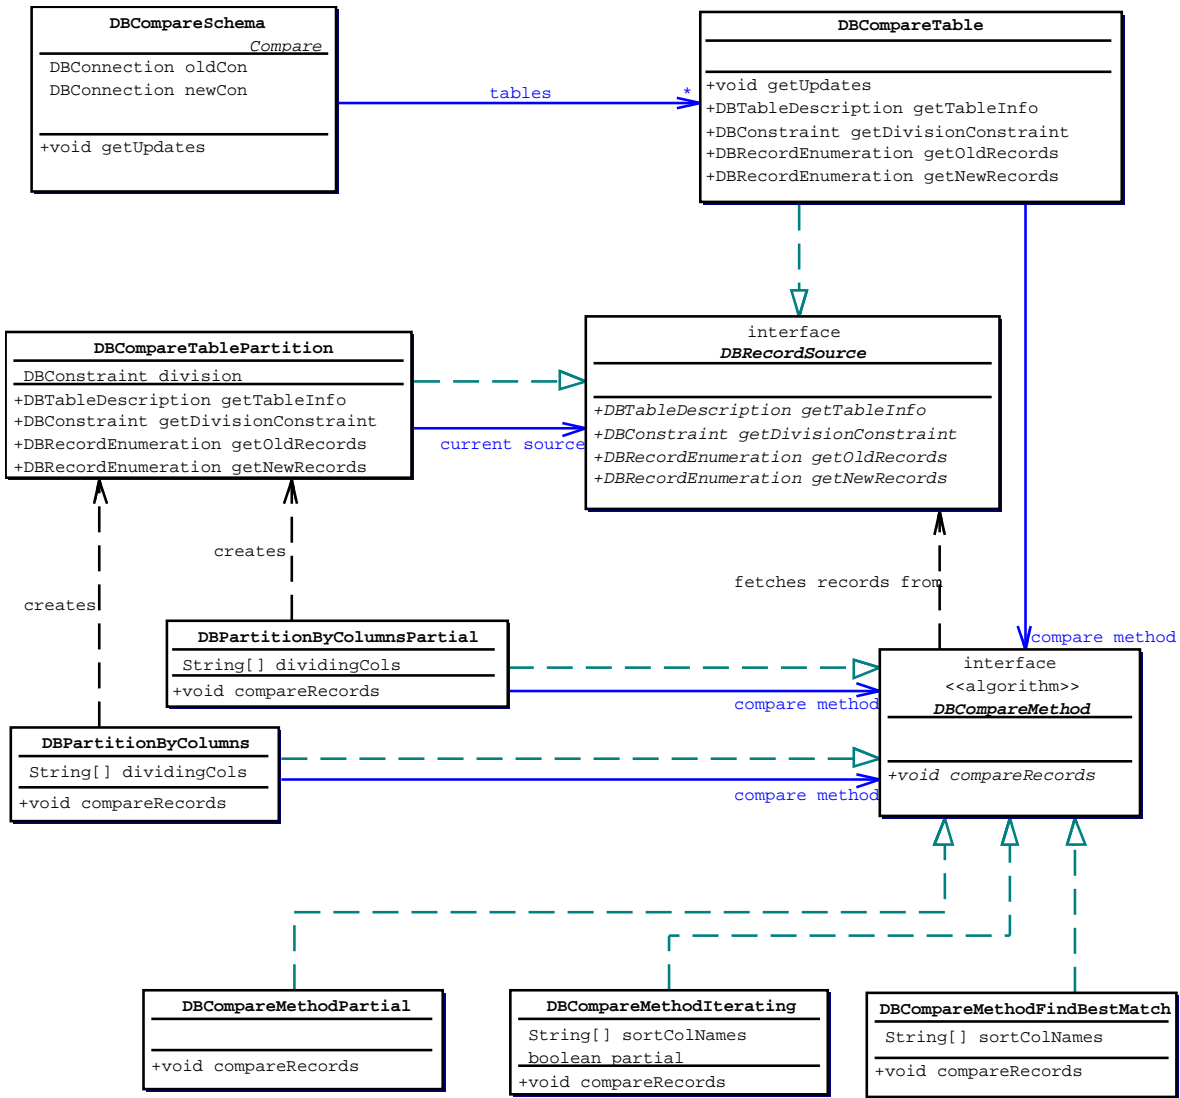 DBCompareSchema
Compare
DBConnection oldCon
DBConnection newCon
+void getUpdates
tables
*
DBCompareTable
+void getUpdates
+DBTableDescription getTableInfo
+DBConstraint getDivisionConstraint
+DBRecordEnumeration getOldRecords
+DBRecordEnumeration getNewRecords
DBCompareTablePartition
DBConstraint division
+DBTableDescription getTableInfo
+DBConstraint getDivisionConstraint
+DBRecordEnumeration getOldRecords
+DBRecordEnumeration getNewRecords
current source
interface
DBRecordSource
+DBTableDescription getTableInfo
+DBConstraint getDivisionConstraint
+DBRecordEnumeration getOldRecords
+DBRecordEnumeration getNewRecords
creates
creates
fetches records from
compare method
DBPartitionByColumnsPartial
String[] dividingCols
+void compareRecords
compare method
DBPartitionByColumns
String[] dividingCols
+void compareRecords
compare method
interface
<<algorithm>>
DBCompareMethod
+void compareRecords
DBCompareMethodPartial
+void compareRecords
DBCompareMethodIterating
String[] sortColNames
boolean partial
+void compareRecords
DBCompareMethodFindBestMatch
String[] sortColNames
+void compareRecords